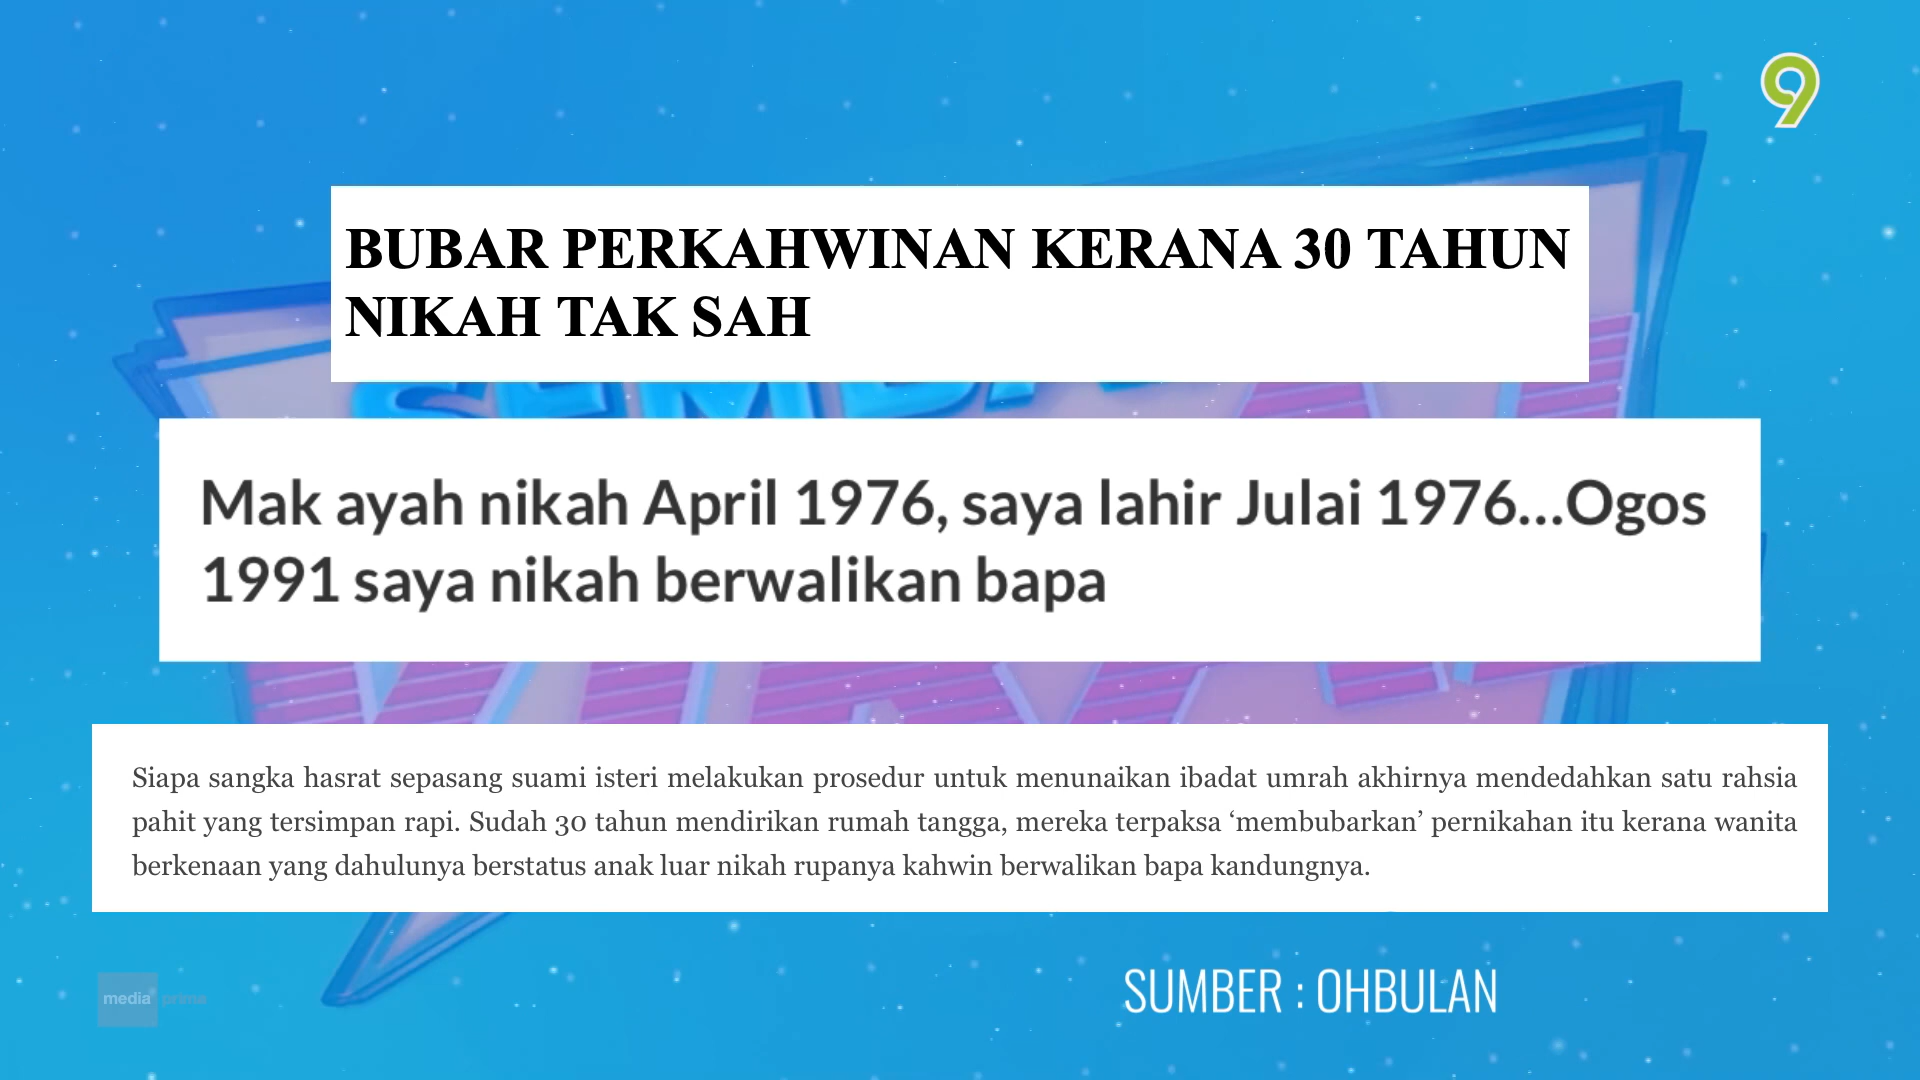 9
BUBAR PERKAHWINAN KERANA 30 TAHUN
NIKAH TAK SAH
Mak ayah nikah April 1976, saya lahir Julai 1976...Ogos
1991 saya nikah berwalikan bapa
Siapa sangka hasrat sepasang suami isteri melakukan prosedur untuk menunaikan ibadat umrah akhirnya mendedahkan satu rahsia
pahit yang tersimpan rapi. Sudah 30 tahun mendirikan rumah tangga, mereka terpaksa ‘membubarkan’ pernikahan itu kerana wanita
berkenaan yang dahulunya berstatus anak luar nikah rupanya kahwin berwalikan bapa kandungnya.
SUMBER : OHBULAN
media prima